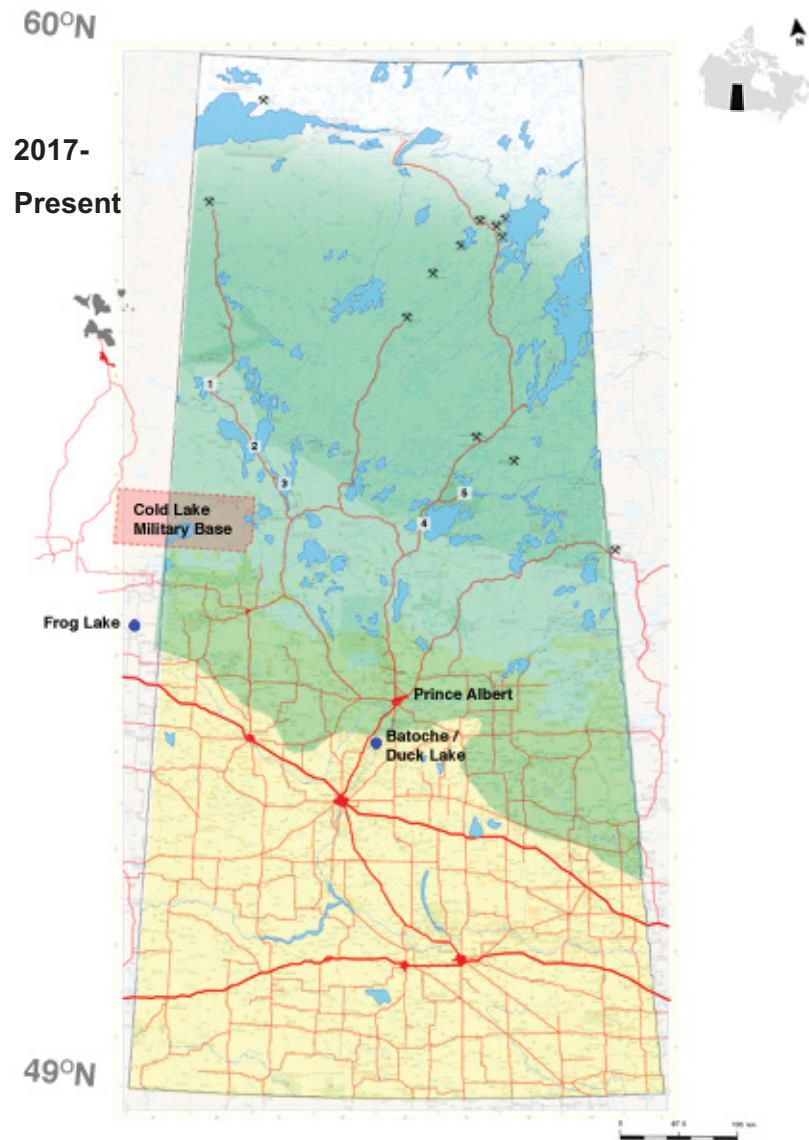 60°N
N
2017-
Present
1
2
3
5
4
Cold Lake
Military Base
Frog Lake
Prince Albert
Batoche /
Duck Lake
49°N